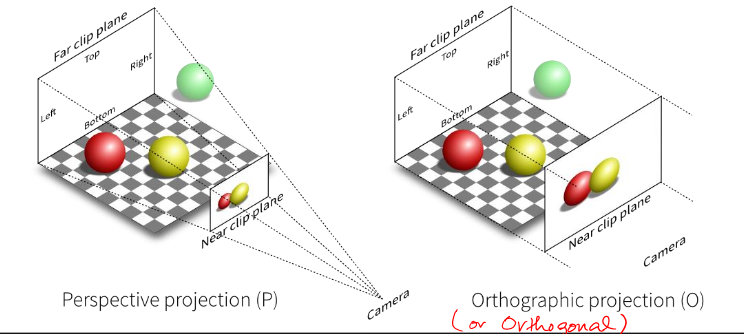 Far clip plane
Top
Right
Left
Bottom
Near clip plane
Camera
Perspective projection (P)
Far clip plane
Top
Right
Left
Bottom
Near clip plane
Camera
Orthographic projection (O)
(or Orthogonal)